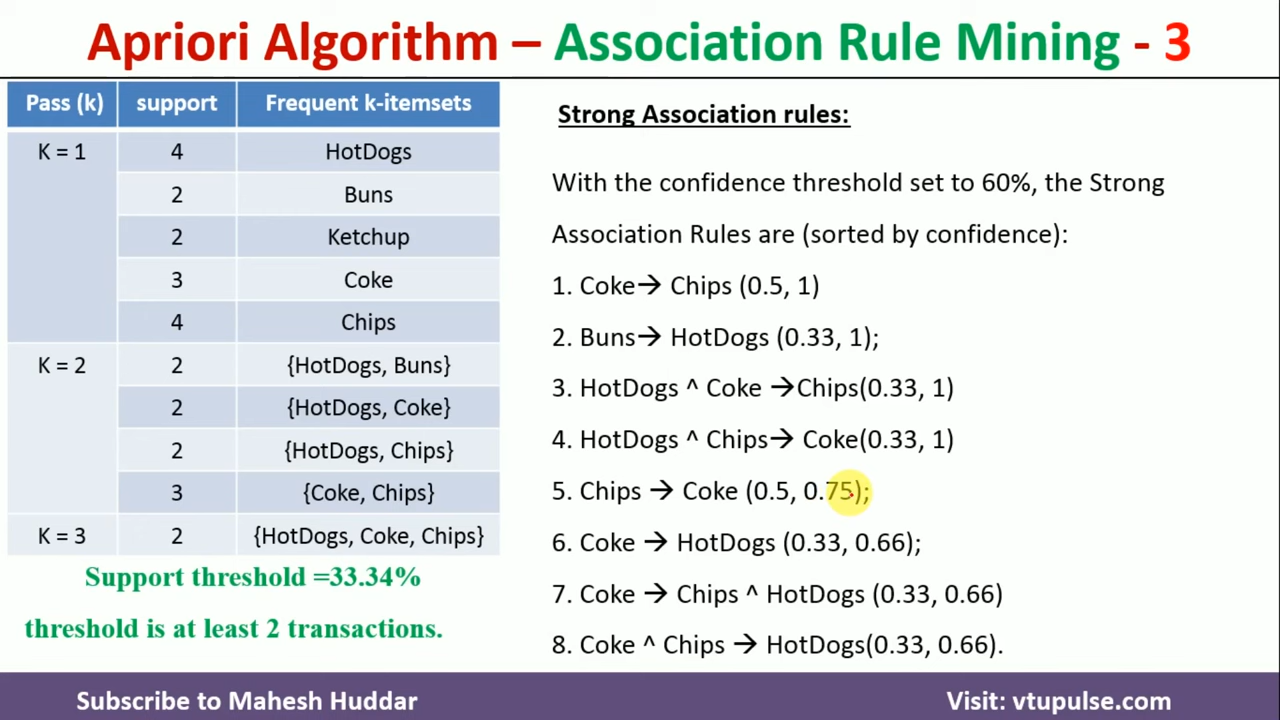 Apriori Algorithm – Association Rule Mining - 3
Pass (k) support Frequent k-itemsets
K = 1 4 HotDogs
2 Buns
2 Ketchup
3 Coke
4 Chips
K = 2 2 {HotDogs, Buns}
2 {HotDogs, Coke}
2 {HotDogs, Chips}
3 {Coke, Chips}
K = 3 2 {HotDogs, Coke, Chips}
Support threshold =33.34%
threshold is at least 2 transactions.
Strong Association rules:
With the confidence threshold set to 60%, the Strong
Association Rules are (sorted by confidence):
1. Coke→ Chips (0.5, 1)
2. Buns→ HotDogs (0.33, 1);
3. HotDogs ^ Coke →Chips(0.33, 1)
4. HotDogs ^ Chips→ Coke(0.33, 1)
5. Chips → Coke (0.5, 0.75);
6. Coke → HotDogs (0.33, 0.66);
7. Coke → Chips ^ HotDogs (0.33, 0.66)
8. Coke ^ Chips → HotDogs(0.33, 0.66).
Subscribe to Mahesh Huddar
Visit: vtupulse.com